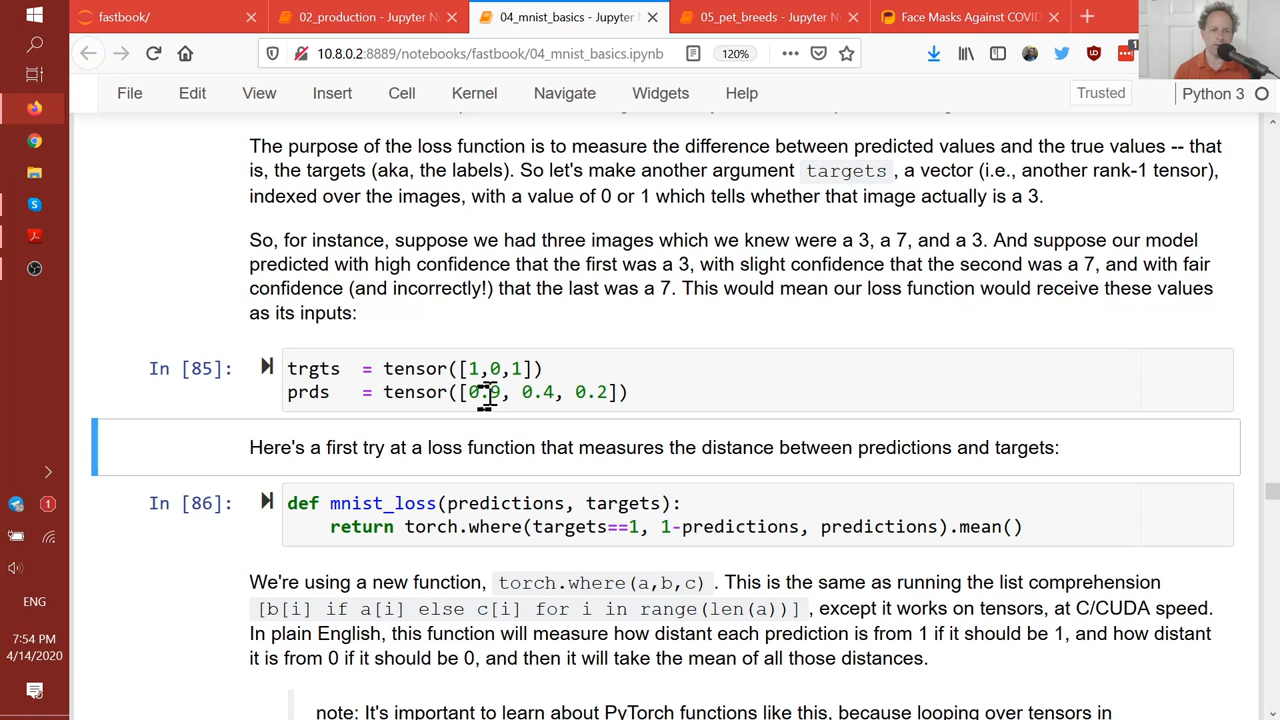 fastbook/
02_production - Jupyter N
04_mnist_basics - Jupyter N
05_pet_breeds - Jupyter N
Face Masks Against COVID
10.8.0.2:8889/notebooks/fastbook/04_mnist_basics.ipynb
120%
1
File Edit View Insert Cell Kernel Navigate Widgets Help
Trusted
Python 3
The purpose of the loss function is to measure the difference between predicted values and the true values -- that
is, the targets (aka, the labels). So let's make another argument targets, a vector (i.e., another rank-1 tensor),
indexed over the images, with a value of 0 or 1 which tells whether that image actually is a 3.
So, for instance, suppose we had three images which we knew were a 3, a 7, and a 3. And suppose our model
predicted with high confidence that the first was a 3, with slight confidence that the second was a 7, and with fair
confidence (and incorrectly!) that the last was a 7. This would mean our loss function would receive these values
as its inputs:
In [85]:
trgts = tensor([1,0,1])
prds = tensor([0.9, 0.4, 0.2])
Here's a first try at a loss function that measures the distance between predictions and targets:
In [86]:
def mnist_loss(predictions, targets):
return torch.where(targets==1, 1-predictions, predictions).mean()
We're using a new function, torch.where(a,b,c). This is the same as running the list comprehension
[b[i] if a[i] else c[i] for i in range(len(a))], except it works on tensors, at C/CUDA speed.
In plain English, this function will measure how distant each prediction is from 1 if it should be 1, and how distant
it is from 0 if it should be 0, and then it will take the mean of all those distances.
note: It's important to learn about PyTorch functions like this, because looping over tensors in
1
ENG
7:54 PM
4/14/2020